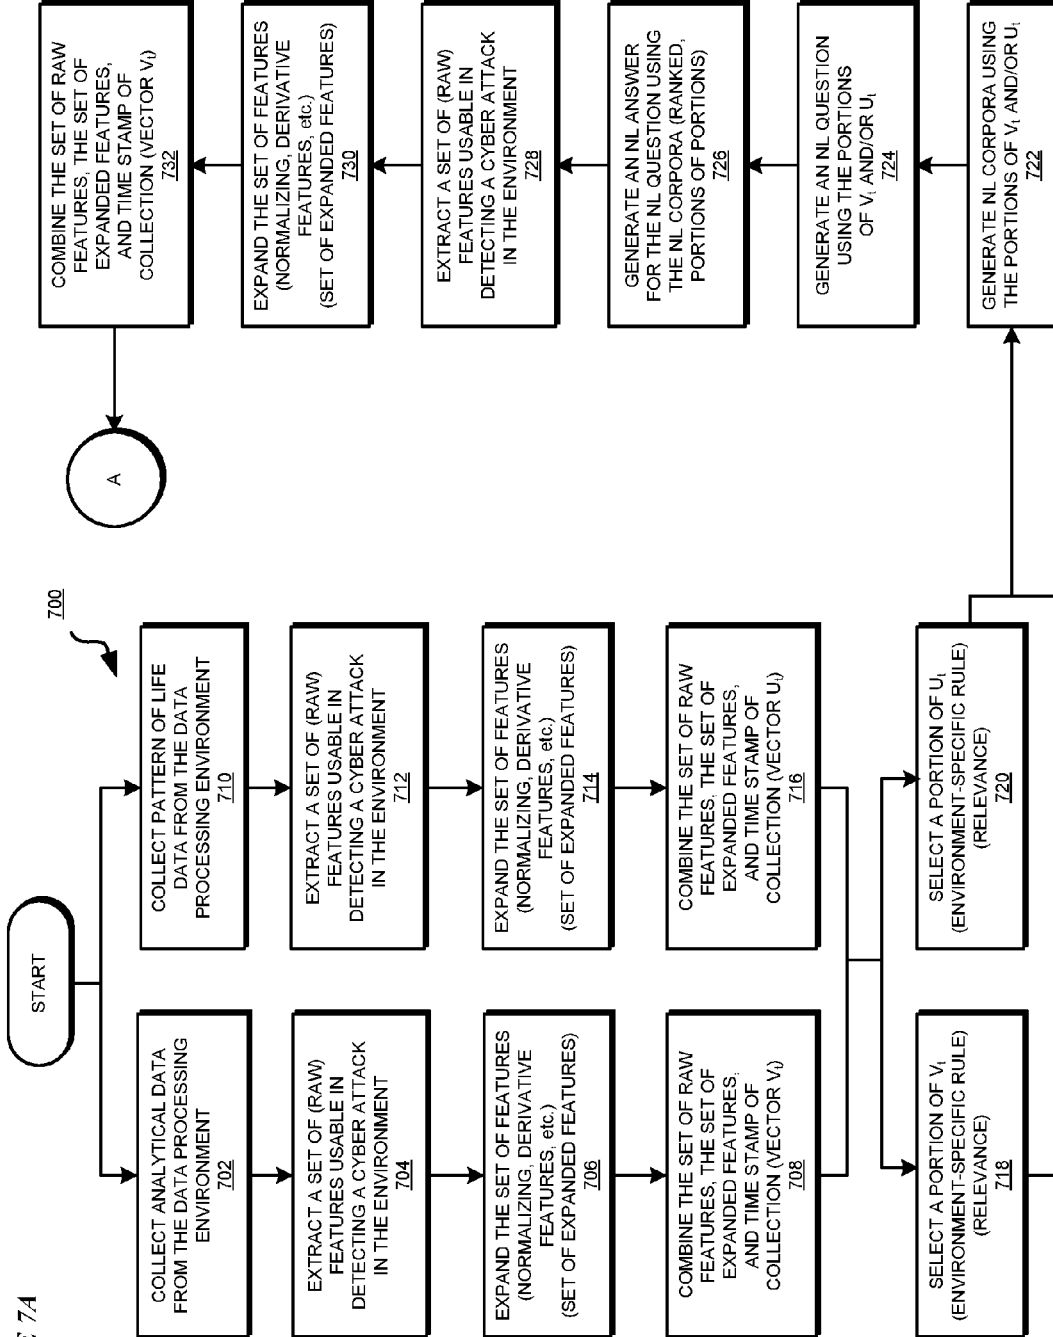 7A
700
START
COLLECT ANALYTICAL DATA
FROM THE DATA PROCESSING
ENVIRONMENT
702
EXTRACT A SET OF (RAW)
FEATURES USABLE IN
DETECTING A CYBER ATTACK
IN THE ENVIRONMENT
704
EXPAND THE SET OF FEATURES
(NORMALIZING, DERIVATIVE
FEATURES, etc.)
(SET OF EXPANDED FEATURES)
706
COMBINE THE SET OF RAW
FEATURES, THE SET OF
EXPANDED FEATURES,
AND TIME STAMP OF
COLLECTION (VECTOR Vt)
708
COLLECT PATTERN OF LIFE
DATA FROM THE DATA
PROCESSING ENVIRONMENT
710
EXTRACT A SET OF (RAW)
FEATURES USABLE IN
DETECTING A CYBER ATTACK
IN THE ENVIRONMENT
712
EXPAND THE SET OF FEATURES
(NORMALIZING, DERIVATIVE
FEATURES, etc.)
(SET OF EXPANDED FEATURES)
714
COMBINE THE SET OF RAW
FEATURES, THE SET OF
EXPANDED FEATURES,
AND TIME STAMP OF
COLLECTION (VECTOR Ut)
716
SELECT A PORTION OF Vt
(ENVIRONMENT-SPECIFIC RULE)
(RELEVANCE)
718
SELECT A PORTION OF Ut
(ENVIRONMENT-SPECIFIC RULE)
(RELEVANCE)
720
GENERATE NL CORPORA USING
THE PORTIONS OF Vt AND/OR Ut
722
GENERATE AN NL QUESTION
USING THE PORTIONS
OF Vt AND/OR Ut
724
GENERATE AN NL ANSWER
FOR THE NL QUESTION USING
THE NL CORPORA (RANKED,
PORTIONS OF PORTIONS)
726
EXTRACT A SET OF (RAW)
FEATURES USABLE IN
DETECTING A CYBER ATTACK
IN THE ENVIRONMENT
728
EXPAND THE SET OF FEATURES
(NORMALIZING, DERIVATIVE
FEATURES, etc.)
(SET OF EXPANDED FEATURES)
730
COMBINE THE SET OF RAW
FEATURES, THE SET OF
EXPANDED FEATURES,
AND TIME STAMP OF
COLLECTION (VECTOR Vt)
732
A